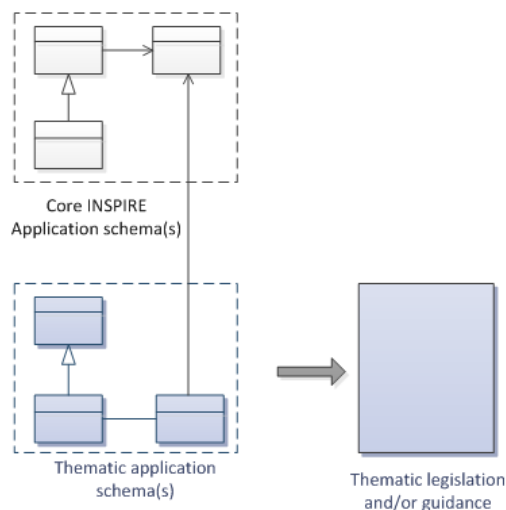 Core INSPIRE
Application schema(s)
Thematic application
schema(s)
Thematic legislation
and/or guidance